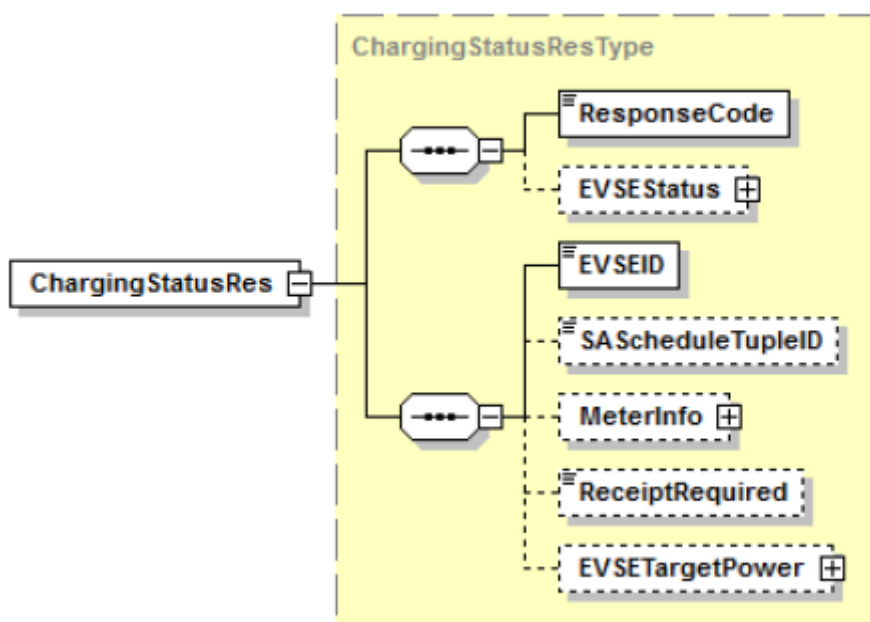 ChargingStatusResType
ResponseCode
EVSEStatus
ChargingStatusRes
EVSEID
SAScheduleTupleID
MeterInfo
ReceiptRequired
EVSETargetPower